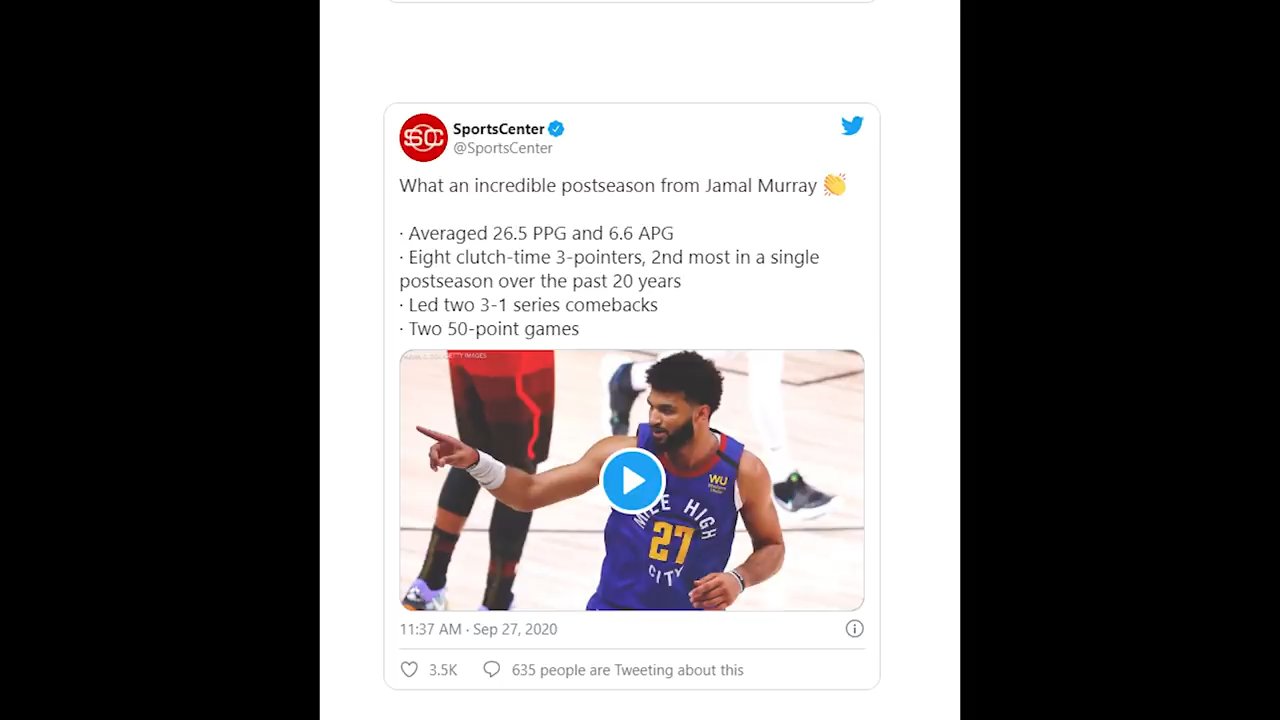 SC
SportsCenter
@SportsCenter
What an incredible postseason from Jamal Murray 👏
· Averaged 26.5 PPG and 6.6 APG
· Eight clutch-time 3-pointers, 2nd most in a single
postseason over the past 20 years
· Led two 3-1 series comebacks
· Two 50-point games
WU
MILE HIGH
27
CITY
11:37 AM · Sep 27, 2020
3.5K
635 people are Tweeting about this